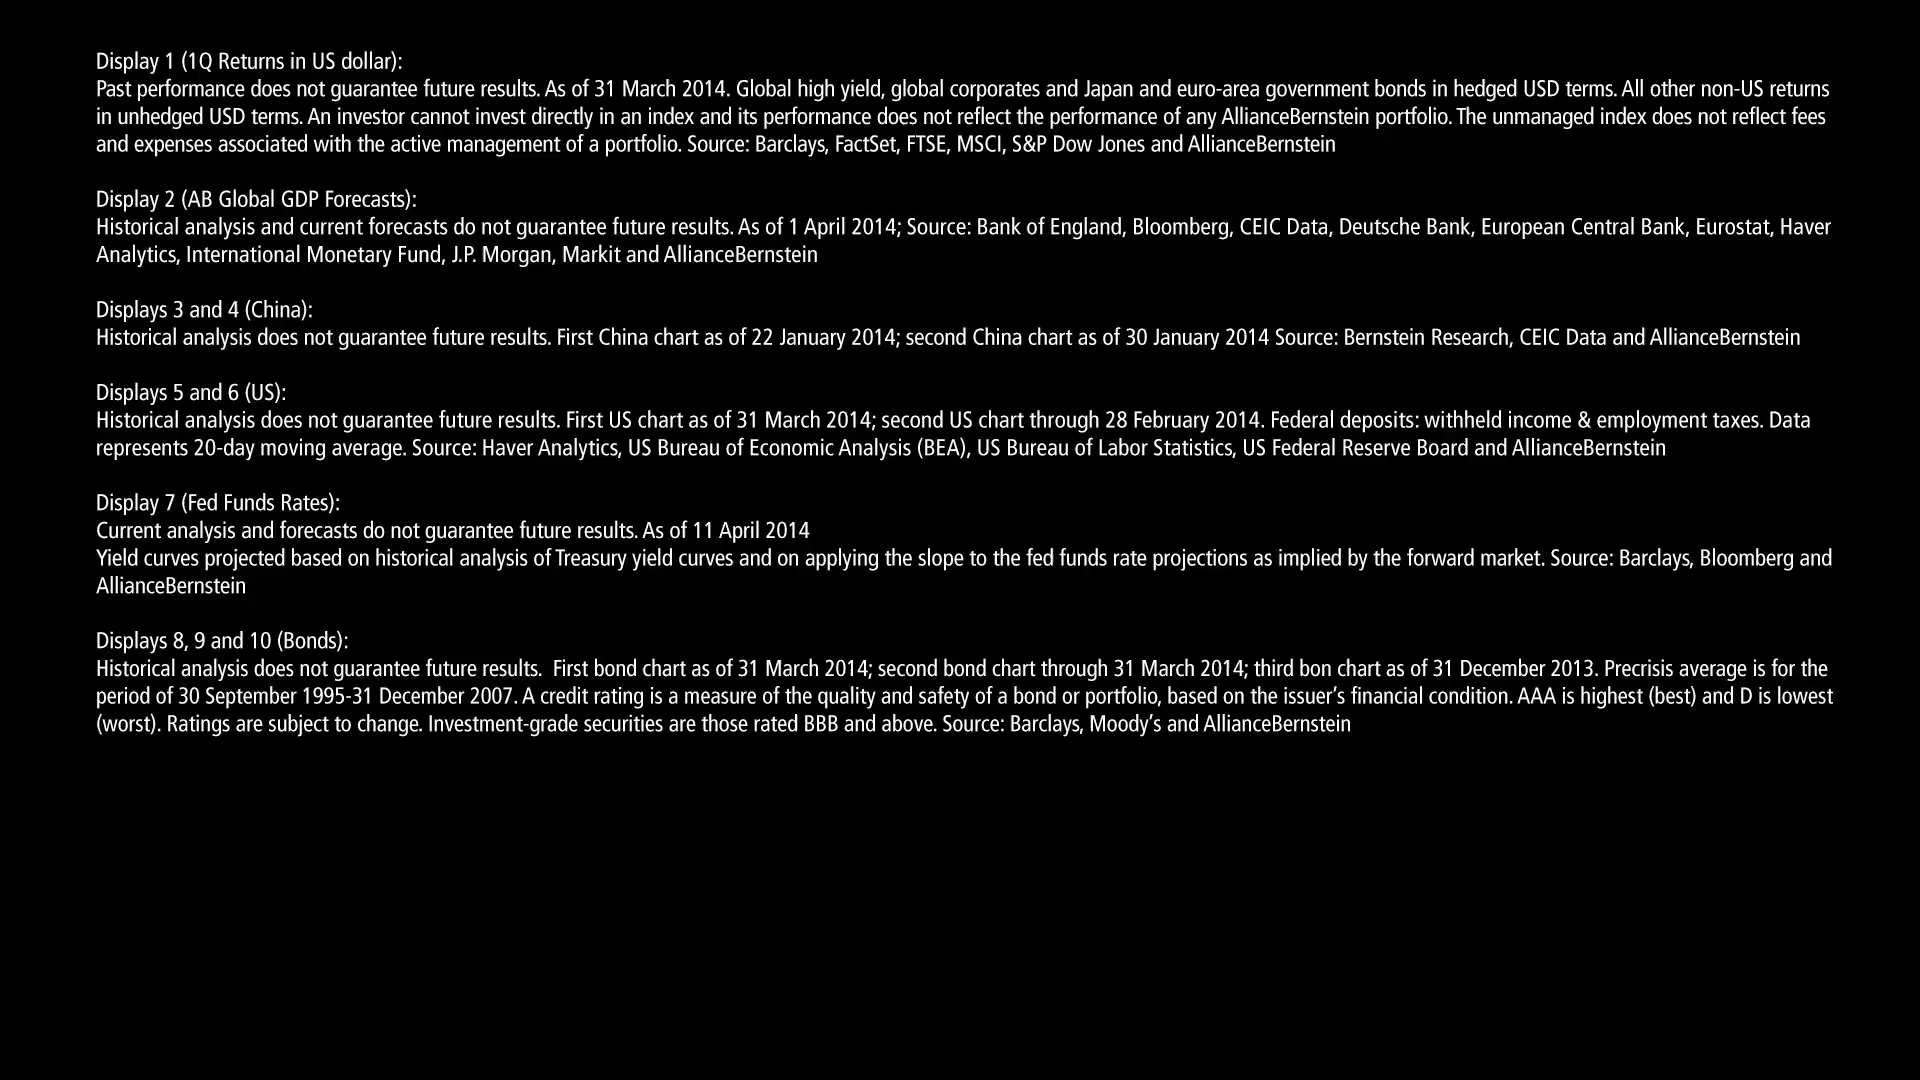 Display 1 (1Q Returns in US dollar):
Past performance does not guarantee future results. As of 31 March 2014. Global high yield, global corporates and Japan and euro-area government bonds in hedged USD terms. All other non-US returns
in unhedged USD terms. An investor cannot invest directly in an index and its performance does not reflect the performance of any AllianceBernstein portfolio. The unmanaged index does not reflect fees
and expenses associated with the active management of a portfolio. Source: Barclays, FactSet, FTSE, MSCI, S&P Dow Jones and AllianceBernstein
Display 2 (AB Global GDP Forecasts):
Historical analysis and current forecasts do not guarantee future results. As of 1 April 2014; Source: Bank of England, Bloomberg, CEIC Data, Deutsche Bank, European Central Bank, Eurostat, Haver
Analytics, International Monetary Fund, J.P. Morgan, Markit and AllianceBernstein
Displays 3 and 4 (China):
Historical analysis does not guarantee future results. First China chart as of 22 January 2014; second China chart as of 30 January 2014 Source: Bernstein Research, CEIC Data and AllianceBernstein
Displays 5 and 6 (US):
Historical analysis does not guarantee future results. First US chart as of 31 March 2014; second US chart through 28 February 2014. Federal deposits: withheld income & employment taxes. Data
represents 20-day moving average. Source: Haver Analytics, US Bureau of Economic Analysis (BEA), US Bureau of Labor Statistics, US Federal Reserve Board and AllianceBernstein
Display 7 (Fed Funds Rates):
Current analysis and forecasts do not guarantee future results. As of 11 April 2014
Yield curves projected based on historical analysis of Treasury yield curves and on applying the slope to the fed funds rate projections as implied by the forward market. Source: Barclays, Bloomberg and
AllianceBernstein
Displays 8, 9 and 10 (Bonds):
Historical analysis does not guarantee future results.  First bond chart as of 31 March 2014; second bond chart through 31 March 2014; third bon chart as of 31 December 2013. Precrisis average is for the
period of 30 September 1995-31 December 2007. A credit rating is a measure of the quality and safety of a bond or portfolio, based on the issuer’s financial condition. AAA is highest (best) and D is lowest
(worst). Ratings are subject to change. Investment-grade securities are those rated BBB and above. Source: Barclays, Moody’s and AllianceBernstein